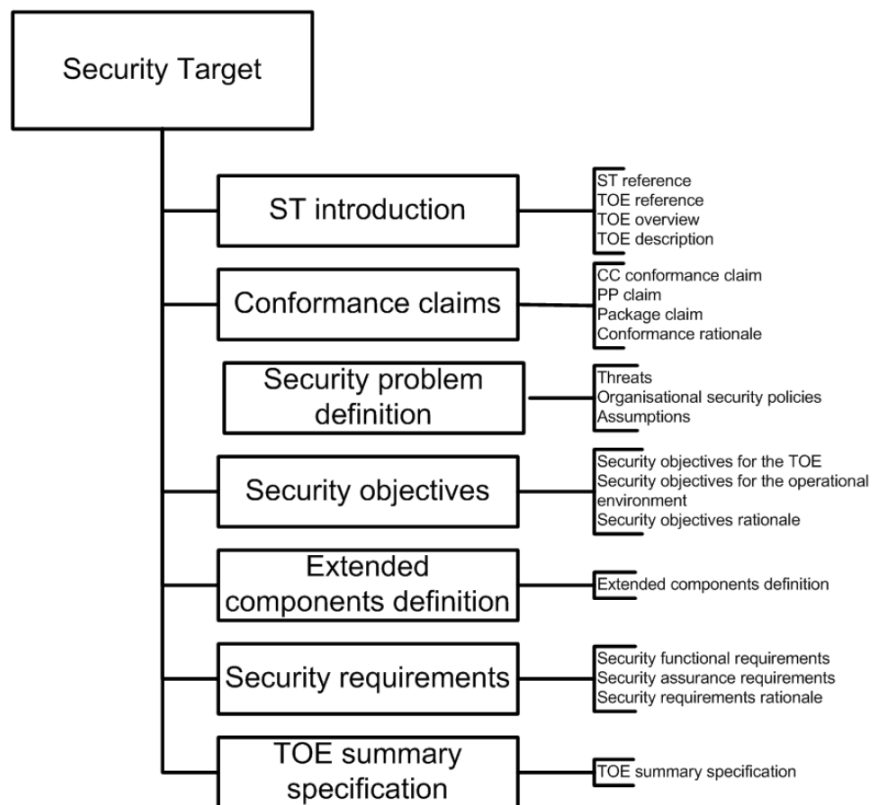 Security Target
ST introduction
ST reference
TOE reference
TOE overview
TOE description
Conformance claims
CC conformance claim
PP claim
Package claim
Conformance rationale
Security problem
definition
Threats
Organisational security policies
Assumptions
Security objectives
Security objectives for the TOE
Security objectives for the operational
environment
Security objectives rationale
Extended
components definition
Extended components definition
Security requirements
Security functional requirements
Security assurance requirements
Security requirements rationale
TOE summary
specification
TOE summary specification